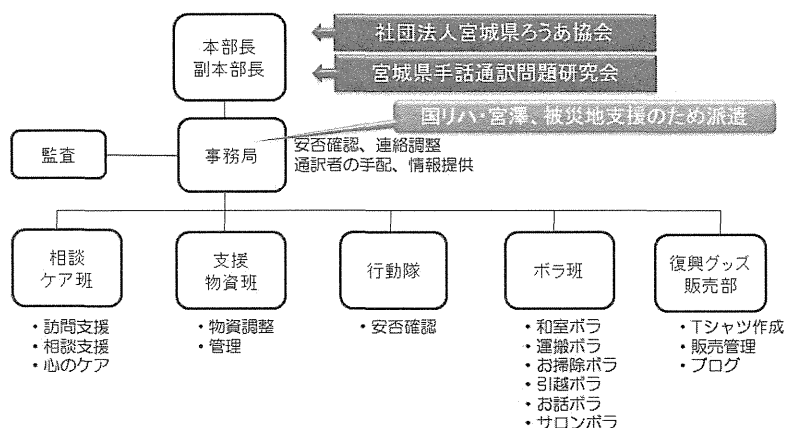 本部長
副本部長
社団法人宮城県ろうあ協会
宮城県手話通訳問題研究会
国リハ・宮澤、被災地支援のため派遣
監査
事務局
安否確認、連絡調整
通訳者の手配、情報提供
相談
ケア班
・訪問支援
・相談支援
・心のケア
支援
物資班
・物資調整
・管理
行動隊
・安否確認
ボラ班
・和室ボラ
・運搬ボラ
・お掃除ボラ
・引越ボラ
・お話ボラ
・サロンボラ
復興グッズ
販売部
・Tシャツ作成
・販売管理
・ブログ